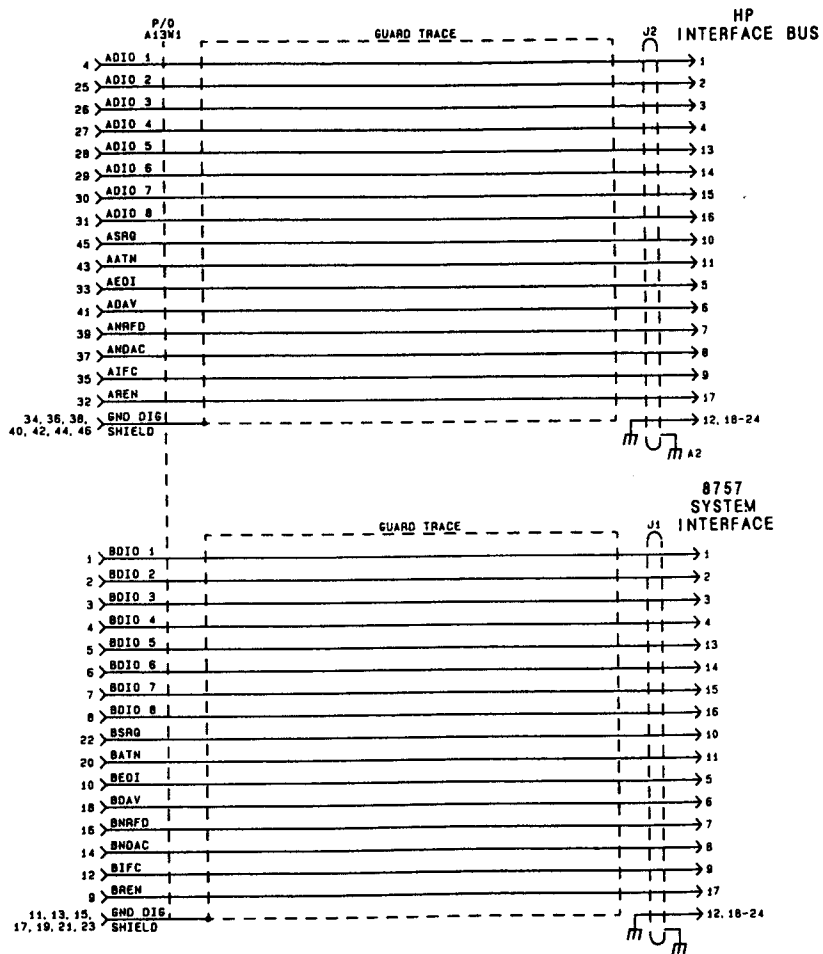 P/O
A13W1
GUARD TRACE
J2
HP
INTERFACE BUS
4 ADIO 1 1
25 ADIO 2 2
26 ADIO 3 3
27 ADIO 4 4
28 ADIO 5 13
29 ADIO 6 14
30 ADIO 7 15
31 ADIO 8 16
45 ASRQ 10
43 AATN 11
33 AEOI 5
41 ADAV 6
39 ANRFD 7
37 ANDAC 8
35 AIFC 9
32 AREN 17
34, 36, 38, GND DIG 12, 18-24
40, 42, 44, 46 SHIELD
A2
8757
SYSTEM
INTERFACE
GUARD TRACE
J1
1 BDIO 1 1
2 BDIO 2 2
3 BDIO 3 3
4 BDIO 4 4
5 BDIO 5 13
6 BDIO 6 14
7 BDIO 7 15
8 BDIO 8 16
22 BSRQ 10
20 BATN 11
10 BEOI 5
18 BDAV 6
16 BNRFD 7
14 BNDAC 8
12 BIFC 9
9 BREN 17
11, 13, 15, GND DIG 12, 18-24
17, 19, 21, 23 SHIELD